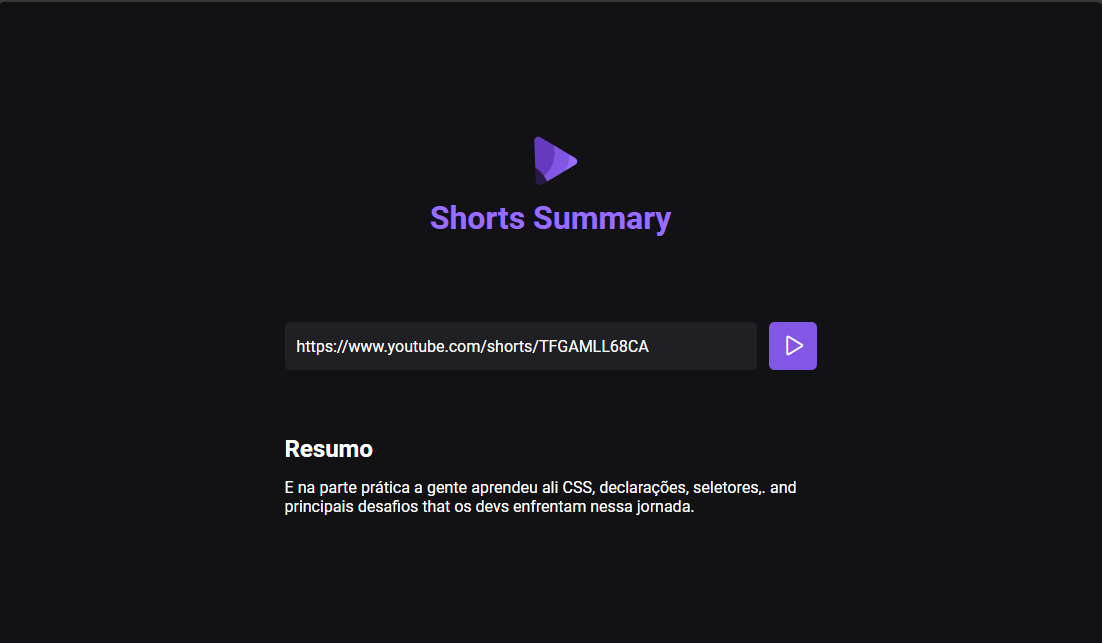 Shorts Summary
https://www.youtube.com/shorts/TFGAMLL68CA
Resumo
E na parte prática a gente aprendeu ali CSS, declarações, seletores,. and
principais desafios that os devs enfrentam nessa jornada.